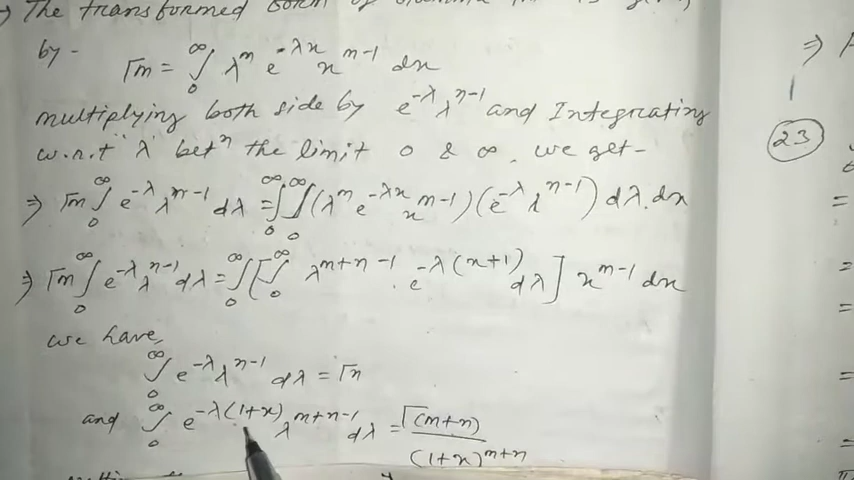 The transformed form of
by - Γm = ∫₀^∞ λ^m e^{-λx} x^{m-1} dx
multiplying both side by e^{-λ} λ^{n-1} and Integrating
w.r.t "λ" betⁿ the limit 0 & ∞. we get-
⇒ Γm ∫₀^∞ e^{-λ} λ^{n-1} dλ = ∫₀^∞ ∫₀^∞ (λ^m e^{-λx} x^{m-1}) (e^{-λ} λ^{n-1}) dλ.dx
⇒ Γm ∫₀^∞ e^{-λ} λ^{n-1} dλ = ∫₀^∞ [∫₀^∞ λ^{m+n-1} . e^{-λ(x+1)} dλ] x^{m-1} dx
we have,
∫₀^∞ e^{-λ} λ^{n-1} dλ = Γn
and ∫₀^∞ e^{-λ(1+x)} λ^{m+n-1} dλ = Γ(m+n) / (1+x)^{m+n}
⇒
23
=
=
=
=
=